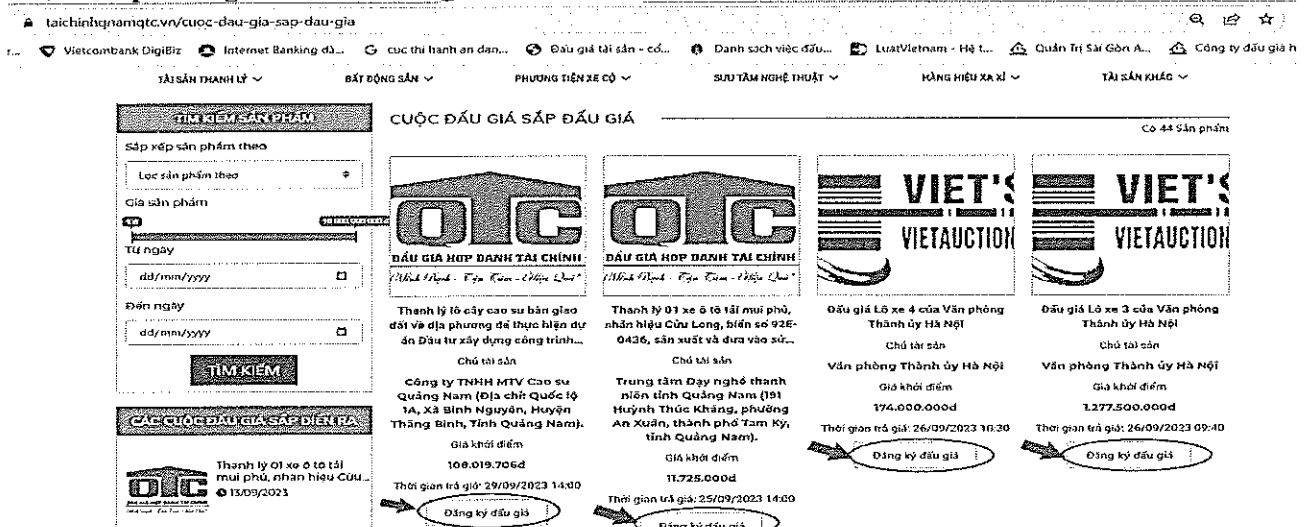 taichinhqnamqtc.vn/cuoc-dau-gia-sap-dau-gia
Vietcombank DigiBiz
Internet Banking dà...
cuc thi hanh an dan...
Đấu giá tài sản - cổ...
Danh sách việc đấu...
LuatVietnam - Hệ t...
Quản Trị Sài Gòn A...
Công ty đấu giá h
TÀI SẢN THANH LÝ
BẤT ĐỘNG SẢN
PHƯƠNG TIỆN XE CỘ
SƯU TẦM NGHỆ THUẬT
HÀNG HIỆU XA XỈ
TÀI SẢN KHÁC
TÌM KIẾM SẢN PHẨM
Sắp xếp sản phẩm theo
Lọc sản phẩm theo
Giá sản phẩm
Từ ngày
dd/mm/yyyy
Đến ngày
dd/mm/yyyy
TÌM KIẾM
CÁC CUỘC ĐẤU GIÁ SẮP DIỄN RA
Thanh lý 01 xe ô tô tải
mui phủ, nhãn hiệu Cửu...
13/09/2023
CUỘC ĐẤU GIÁ SẮP ĐẤU GIÁ
Có 44 Sản phẩm
QTC
ĐẤU GIÁ HỢP DANH TÀI CHÍNH
Thanh lý lô cây cao su bàn giao
đất về địa phương để thực hiện dự
án Đầu tư xây dựng công trình...
Chủ tài sản
Công ty TNHH MTV Cao su
Quảng Nam (Địa chỉ: Quốc lộ
1A, Xã Bình Nguyên, Huyện
Thăng Bình, Tỉnh Quảng Nam).
Giá khởi điểm
108.019.706đ
Thời gian trả giá: 29/09/2023 14:00
Đăng ký đấu giá
QTC
ĐẤU GIÁ HỢP DANH TÀI CHÍNH
Thanh lý 01 xe ô tô tải mui phủ,
nhãn hiệu Cửu Long, biển số 92E-
0436, sản xuất và đưa vào sử...
Chủ tài sản
Trung tâm Dạy nghề thanh
niên tỉnh Quảng Nam (191
Huỳnh Thúc Kháng, phường
An Xuân, thành phố Tam Kỳ,
tỉnh Quảng Nam).
Giá khởi điểm
11.725.000đ
Thời gian trả giá: 25/09/2023 14:00
Đăng ký đấu giá
VIET'S
VIETAUCTION
Đấu giá Lô xe 4 của Văn phòng
Thành ủy Hà Nội
Chủ tài sản
Văn phòng Thành ủy Hà Nội
Giá khởi điểm
174.000.000đ
Thời gian trả giá: 26/09/2023 10:30
Đăng ký đấu giá
VIET'S
VIETAUCTION
Đấu giá Lô xe 3 của Văn phòng
Thành ủy Hà Nội
Chủ tài sản
Văn phòng Thành ủy Hà Nội
Giá khởi điểm
1.277.500.000đ
Thời gian trả giá: 26/09/2023 09:40
Đăng ký đấu giá